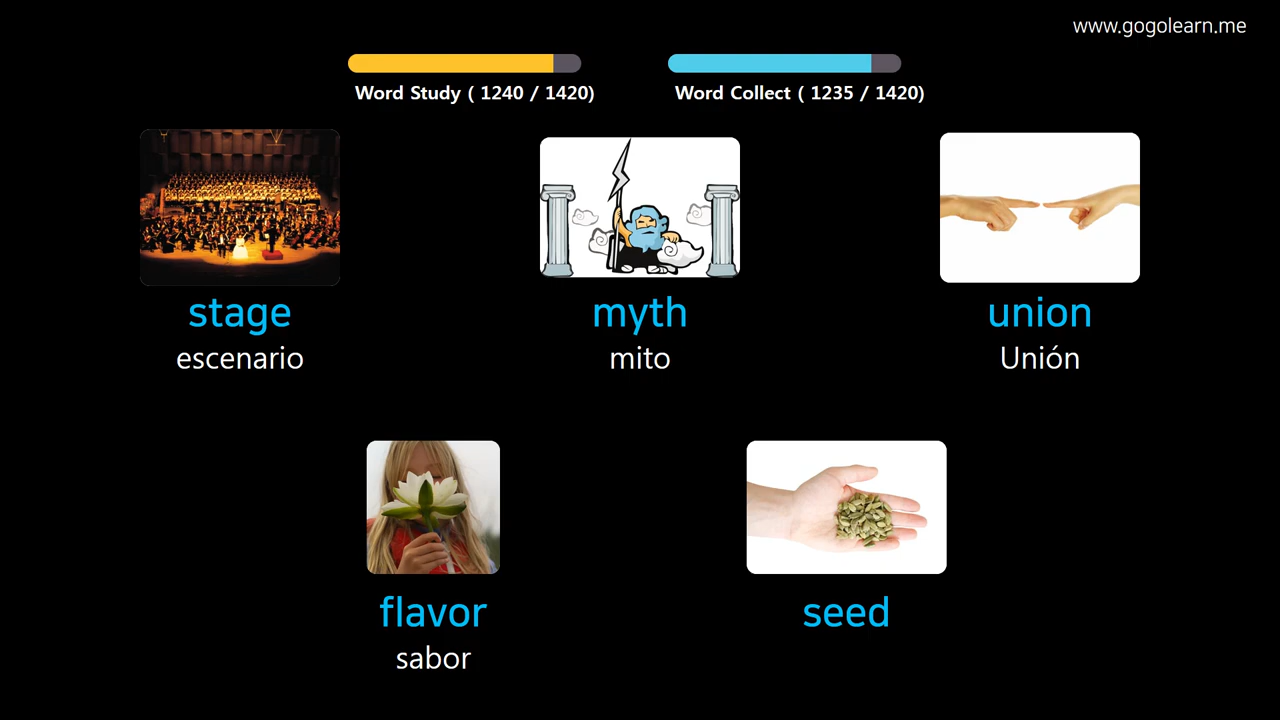 www.gogolearn.me
Word Study ( 1240 / 1420)
Word Collect ( 1235 / 1420)
stage
escenario
myth
mito
union
Unión
flavor
sabor
seed